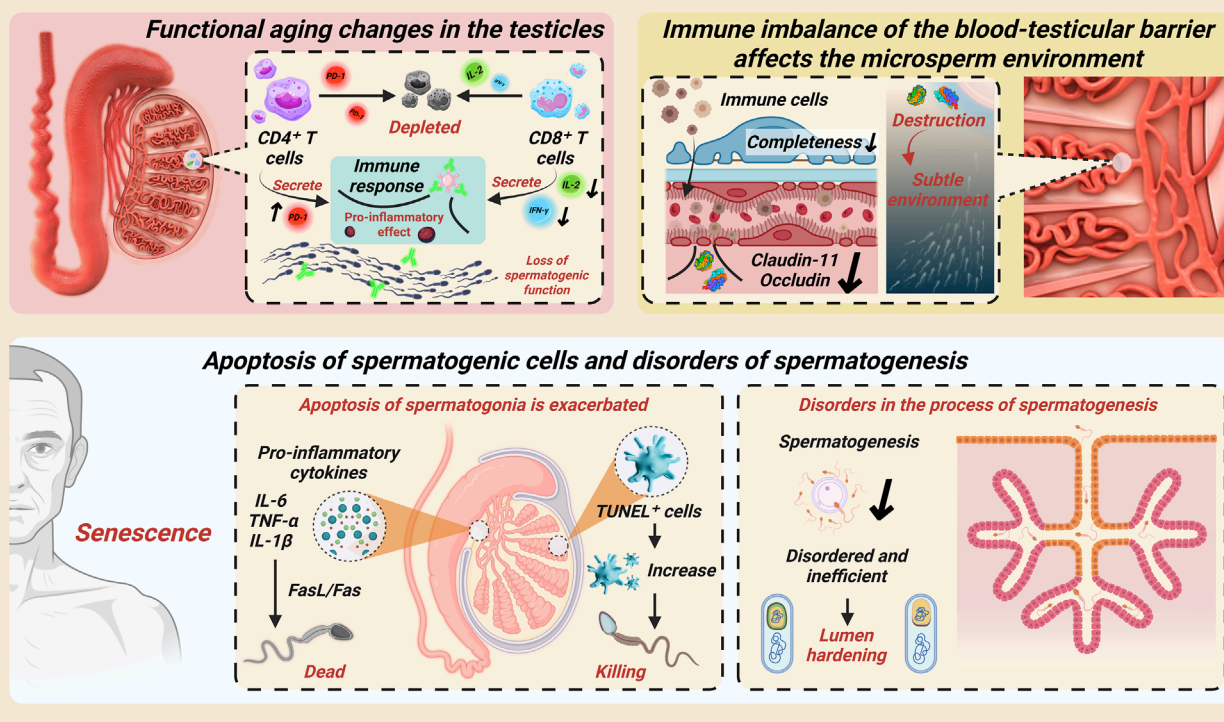 Functional aging changes in the testicles
PD-1
IL-2
IFN-γ
PD-1
Depleted
CD4⁺ T
cells
CD8⁺ T
cells
Immune
response
Secrete
Secrete
PD-1
IL-2
IFN-γ
Pro-inflammatory
effect
Loss of
spermatogenic
function
Immune imbalance of the blood-testicular barrier
affects the microsperm environment
Immune cells
Completeness
Claudin-11
Occludin
Destruction
Subtle
environment
Apoptosis of spermatogenic cells and disorders of spermatogenesis
Senescence
Apoptosis of spermatogonia is exacerbated
Pro-inflammatory
cytokines
IL-6
TNF-α
IL-1β
FasL/Fas
Dead
TUNEL⁺ cells
Increase
Killing
Disorders in the process of spermatogenesis
Spermatogenesis
Disordered and
inefficient
Lumen
hardening